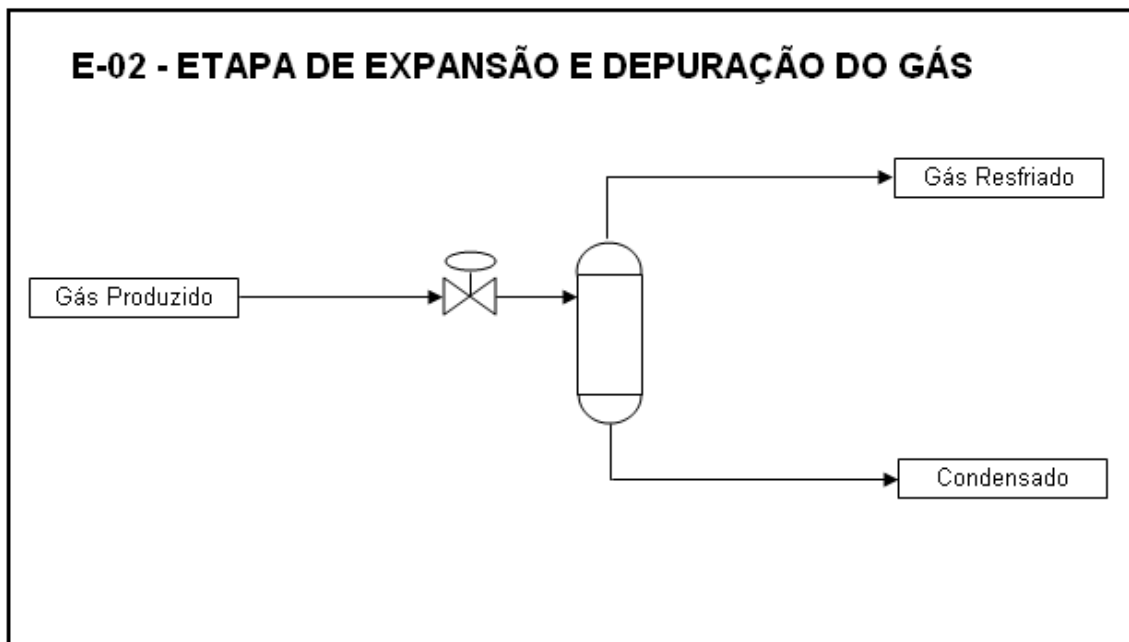 E-02 - ETAPA DE EXPANSÃO E DEPURAÇÃO DO GÁS
Gás Resfriado
Gás Produzido
Condensado